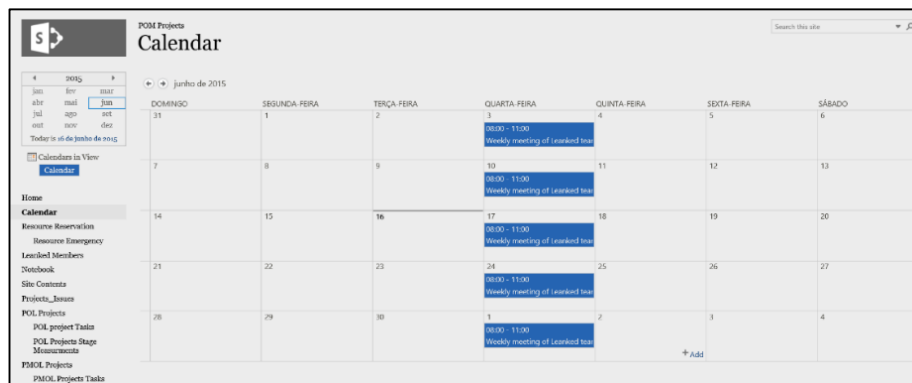 S
POM Projects
Calendar
Search this site
2015
jan fev mar
abr mai jun
jul ago set
out nov dez
Today is 16 de junho de 2015
Calendars in View
Calendar
Home
Calendar
Resource Reservation
Resource Emergency
Leanked Members
Notebook
Site Contents
Projects_Issues
POL Projects
POL project Tasks
POL Projects Stage
Measurments
PMOL Projects
PMOL Projects Tasks
junho de 2015
DOMINGO SEGUNDA-FEIRA TERÇA-FEIRA QUARTA-FEIRA QUINTA-FEIRA SEXTA-FEIRA SÁBADO
31 1 2 3 4 5 6
08:00 - 11:00
Weekly meeting of Leanked tear
7 8 9 10 11 12 13
08:00 - 11:00
Weekly meeting of Leanked tear
14 15 16 17 18 19 20
08:00 - 11:00
Weekly meeting of Leanked tear
21 22 23 24 25 26 27
08:00 - 11:00
Weekly meeting of Leanked tear
28 29 30 1 2 3 4
08:00 - 11:00
Weekly meeting of Leanked tear
+ Add